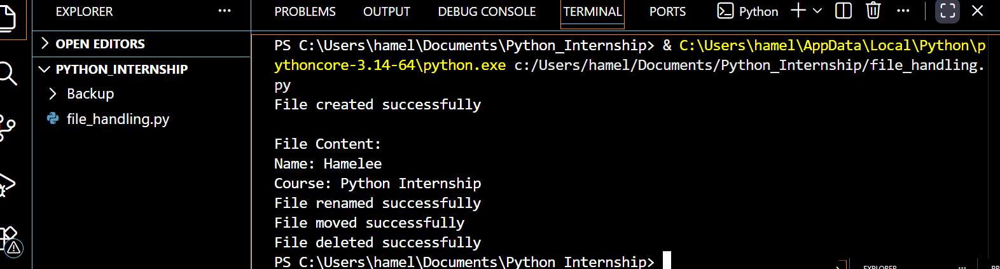 EXPLORER
OPEN EDITORS
PYTHON_INTERNSHIP
Backup
file_handling.py
PROBLEMS OUTPUT DEBUG CONSOLE TERMINAL PORTS Python
PS C:\Users\hamel\Documents\Python_Internship> & C:\Users\hamel\AppData\Local\Python\p
ythoncore-3.14-64\python.exe c:/Users/hamel/Documents/Python_Internship/file_handling.
py
File created successfully
File Content:
Name: Hamelee
Course: Python Internship
File renamed successfully
File moved successfully
File deleted successfully
PS C:\Users\hamel\Documents\Python_Internship>
EXPLORER